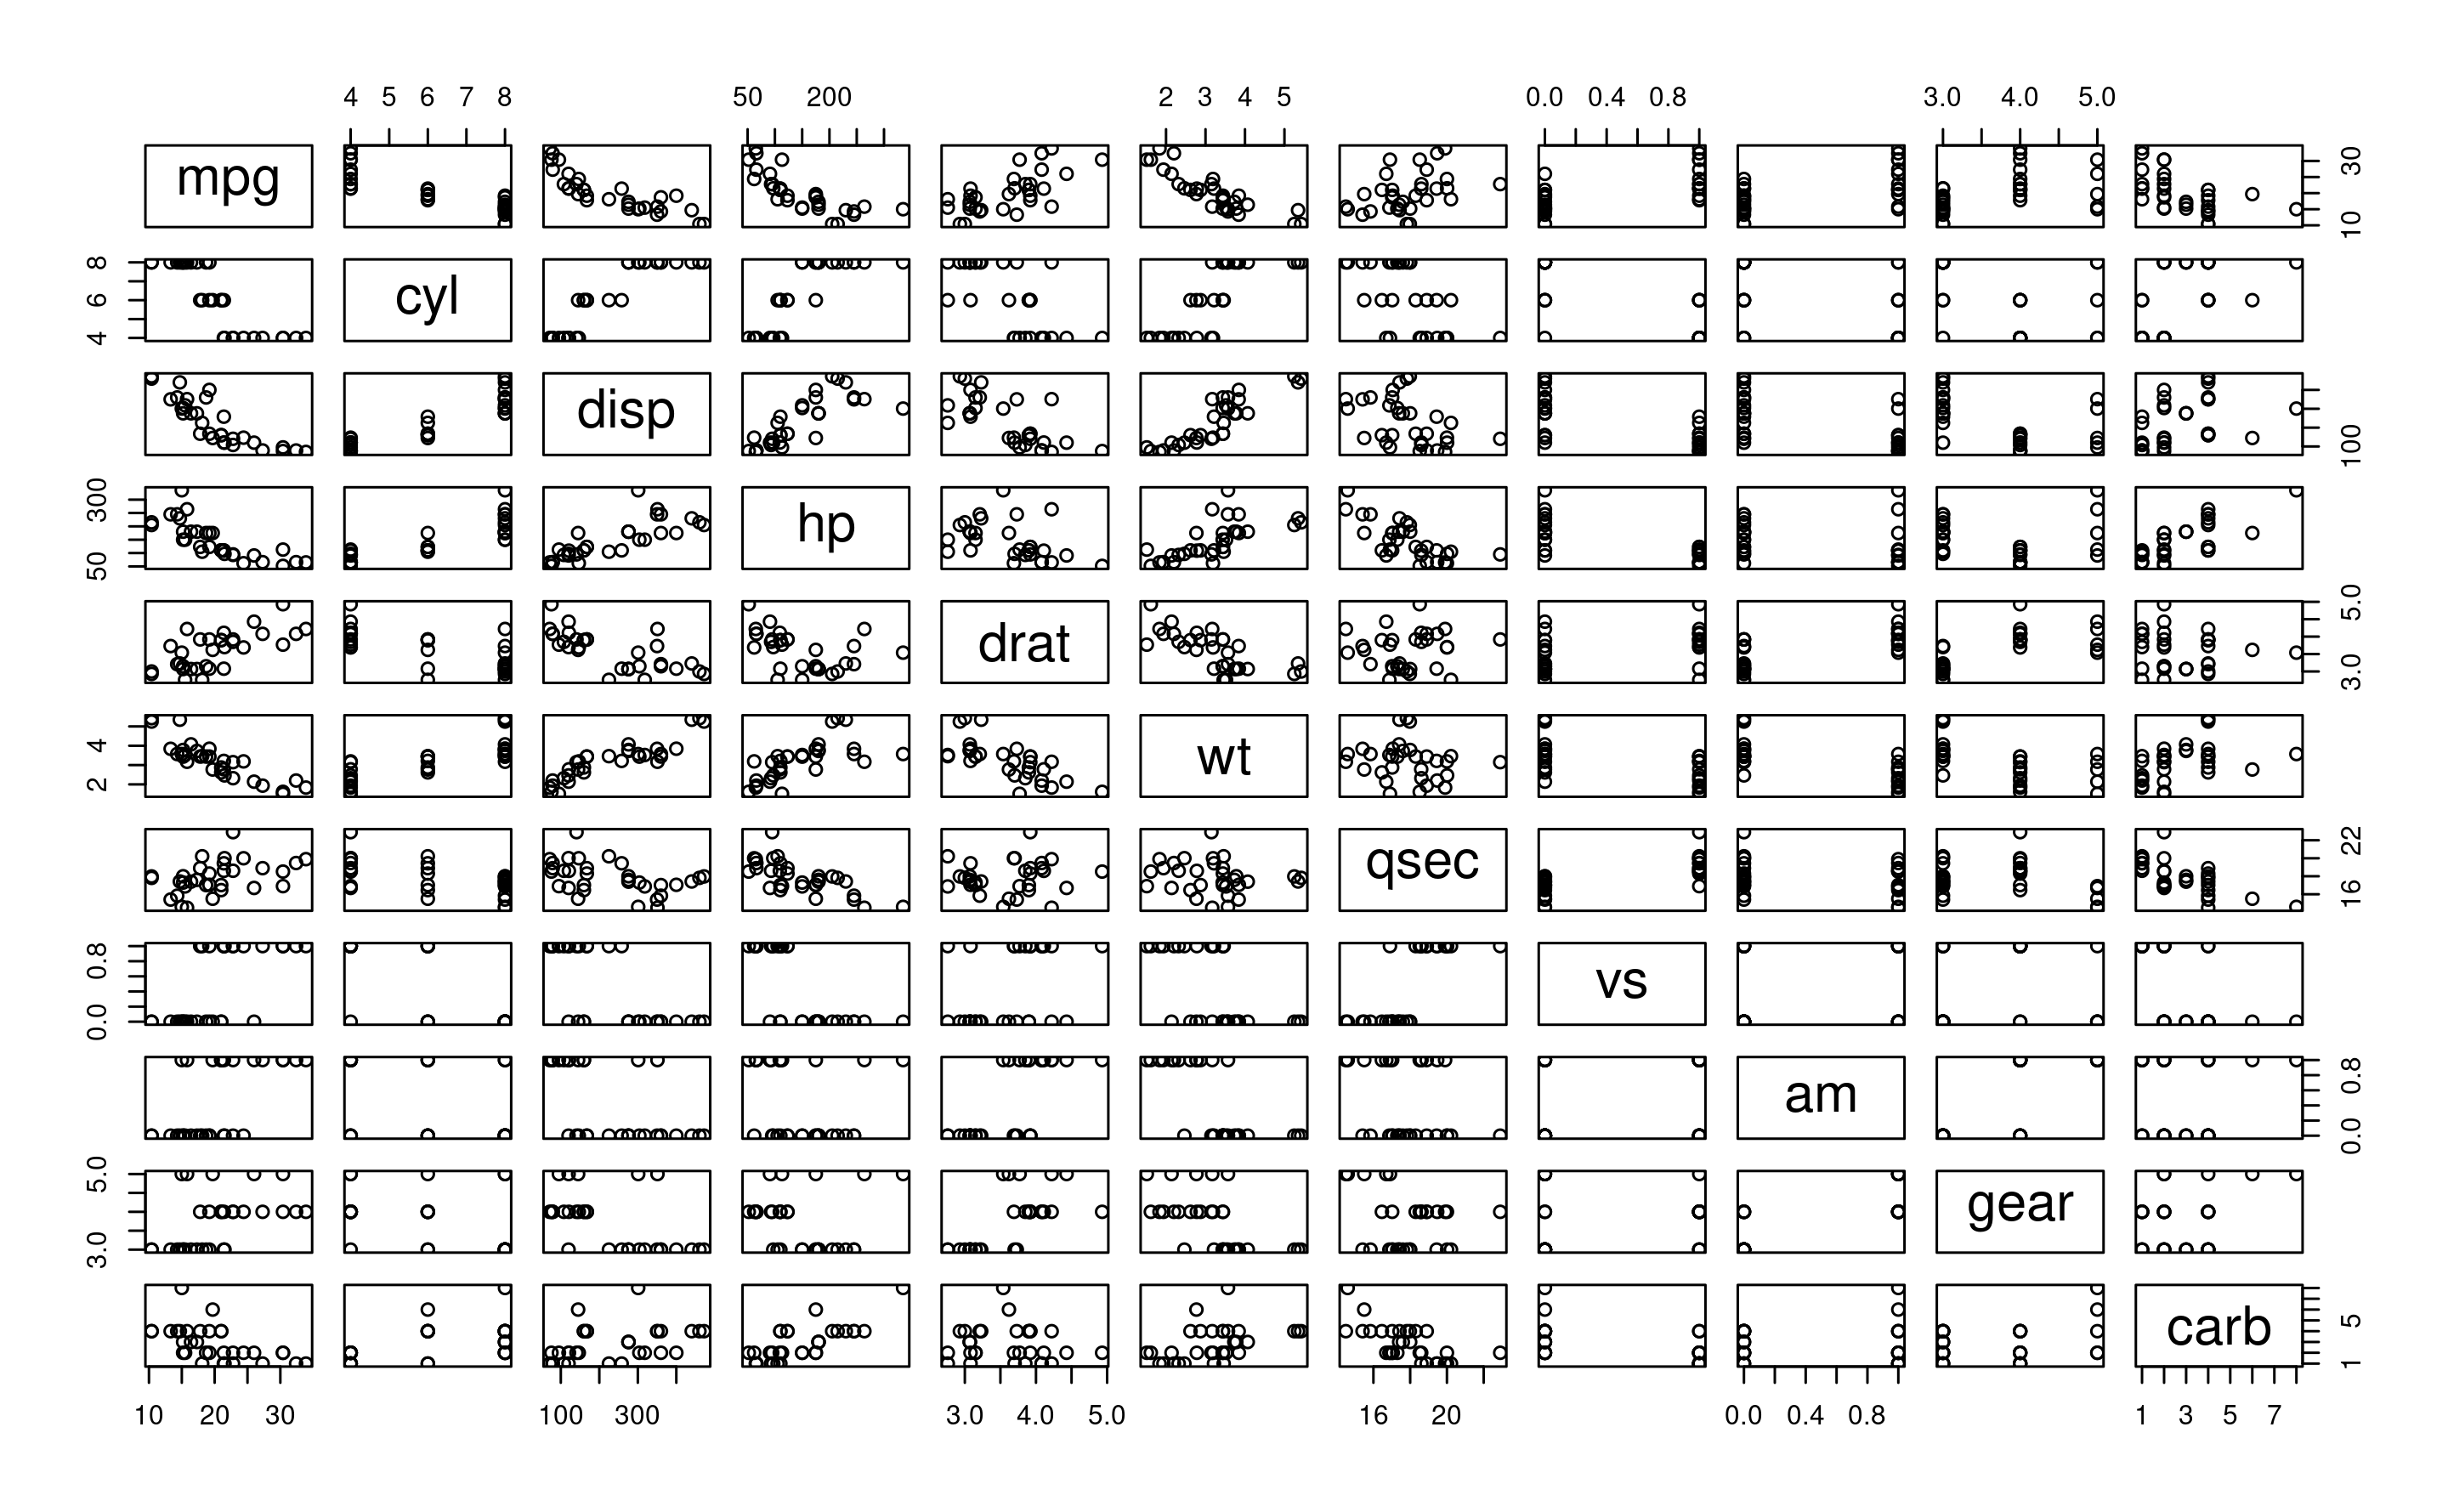 4 5 6 7 8 50 200 2 3 4 5 0.0 0.4 0.8 3.0 4.0 5.0
mpg 10 30
4 6 8 cyl
disp 100
50 300 hp
drat 3.0 5.0
2 4 wt
qsec 16 22
0.0 0.8 vs
am 0.0 0.8
3.0 5.0 gear
carb 1 5
10 20 30 100 300 3.0 4.0 5.0 16 20 0.0 0.4 0.8 1 3 5 7